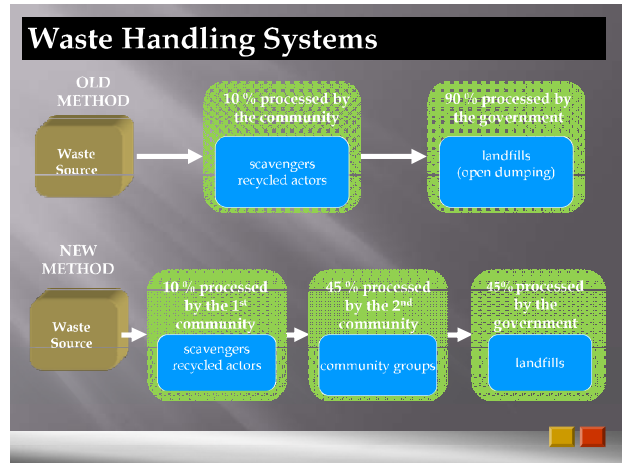 Waste Handling Systems
OLD
METHOD
Waste
Source
10 % processed by
the community
scavengers
recycled actors
90 % processed by
the government
landfills
(open dumping)
NEW
METHOD
Waste
Source
10 % processed
by the 1st
community
scavengers
recycled actors
45 % processed
by the 2nd
community
community groups
45% processed
by the
government
landfills